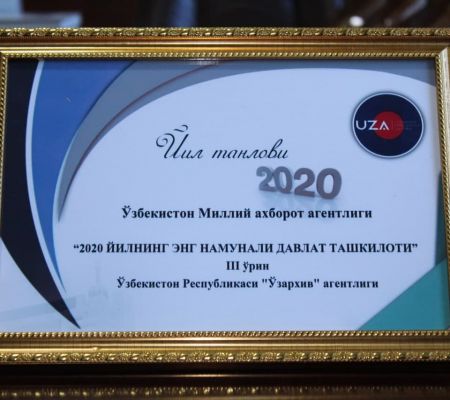 UZA
Йил танлови
2020
Ўзбекистон Миллий ахборот агентлиги
“2020 ЙИЛНИНГ ЭНГ НАМУНАЛИ ДАВЛАТ ТАШКИЛОТИ”
III ўрин
Ўзбекистон Республикаси "Ўзархив" агентлиги